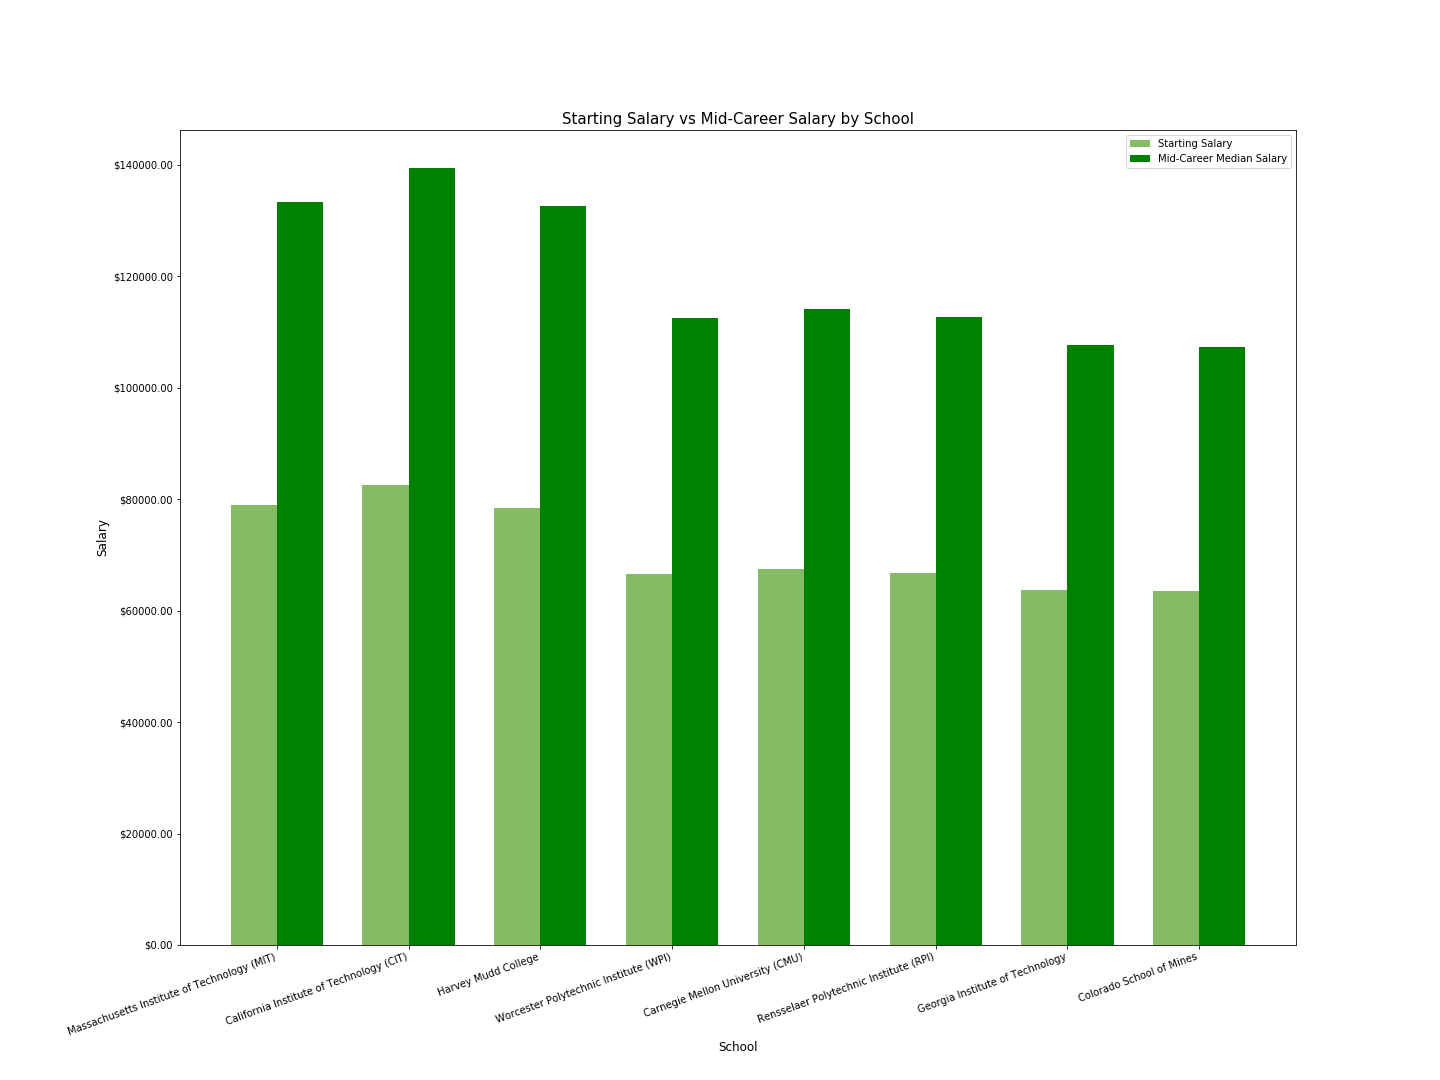 Starting Salary vs Mid-Career Salary by School
Starting Salary
Mid-Career Median Salary
$140000.00
$120000.00
$100000.00
$80000.00
$60000.00
$40000.00
$20000.00
$0.00
Salary
Massachusetts Institute of Technology (MIT)
California Institute of Technology (CIT)
Harvey Mudd College
Worcester Polytechnic Institute (WPI)
Carnegie Mellon University (CMU)
Rensselaer Polytechnic Institute (RPI)
Georgia Institute of Technology
Colorado School of Mines
School